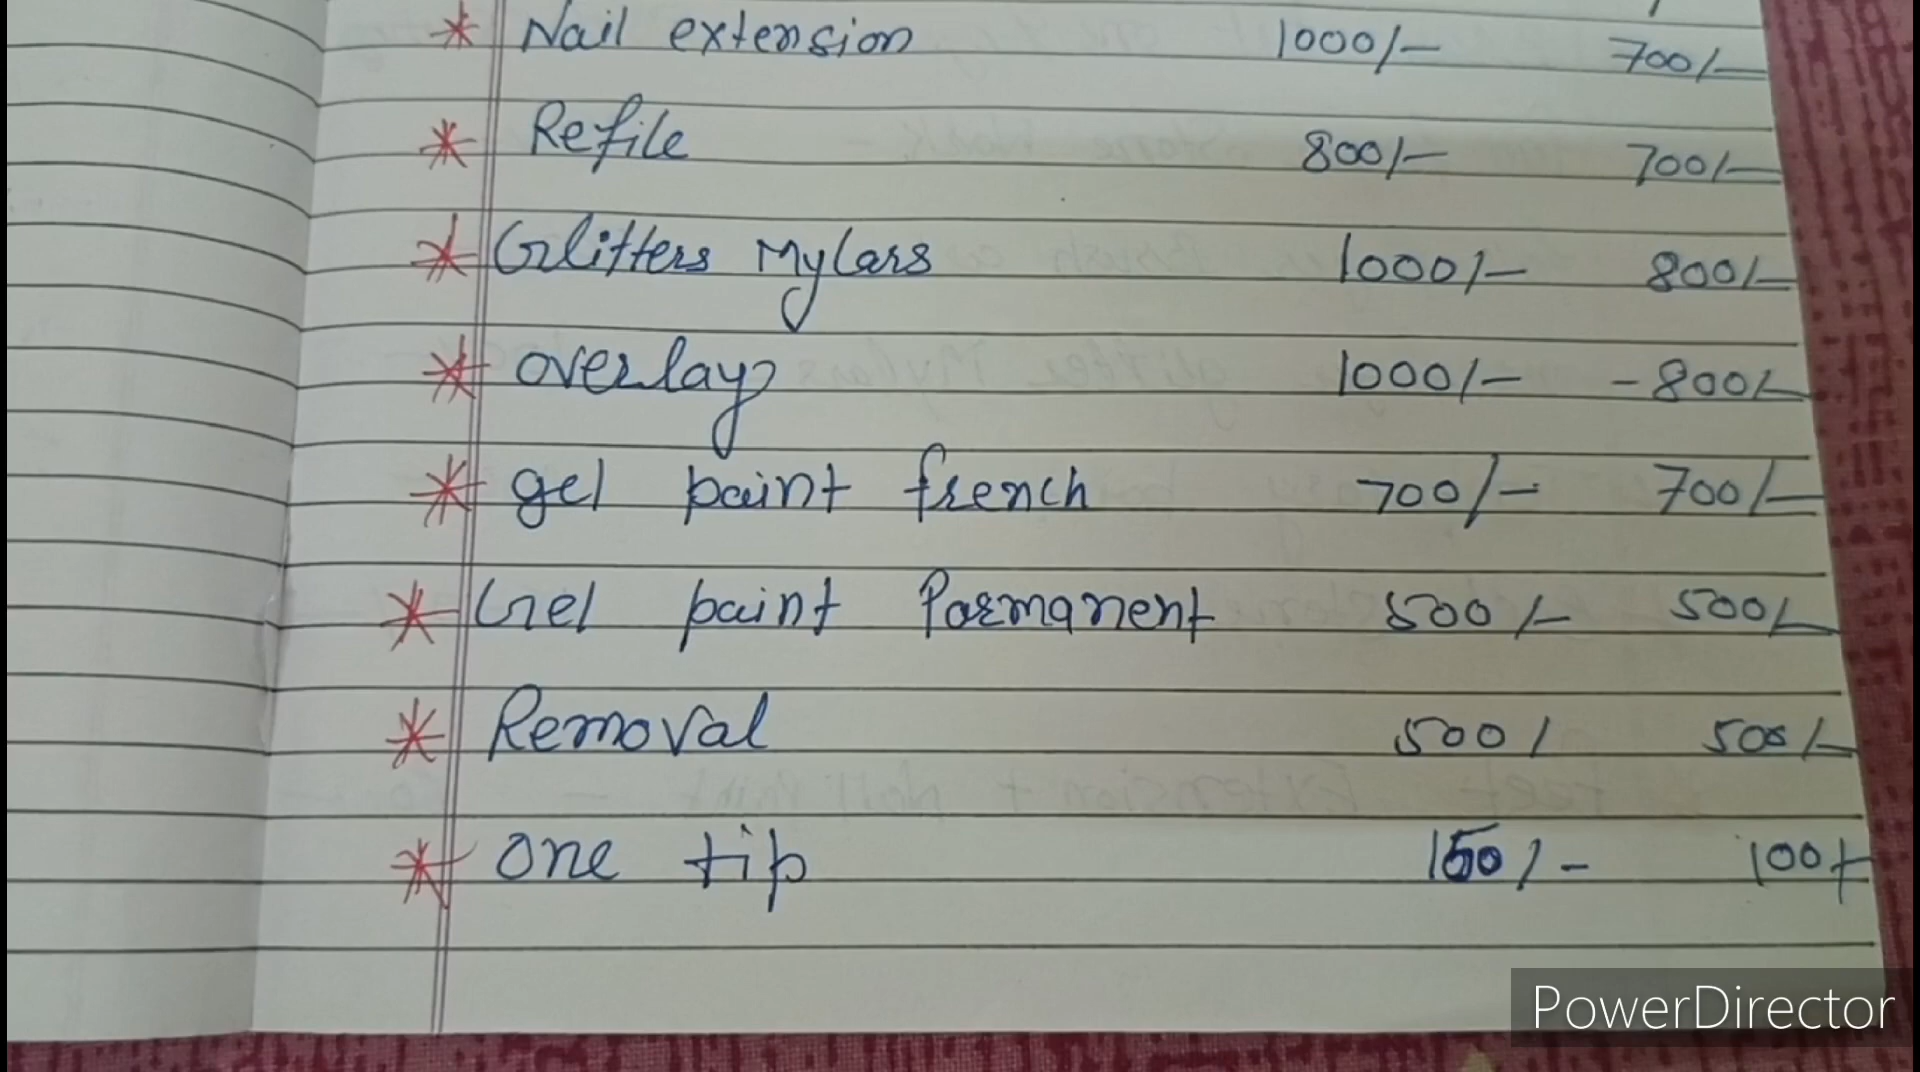 * Nail extension 1000/- 700/-
* Refile 800/- 700/-
* Glitters Mylars 1000/- 800/-
* overlay 1000/- - 800/-
* gel paint french 700/- 700/-
* Gel paint Parmanent 500/- 500/-
* Removal 500/ 500/-
* One tip 150/- 100/-
PowerDirector